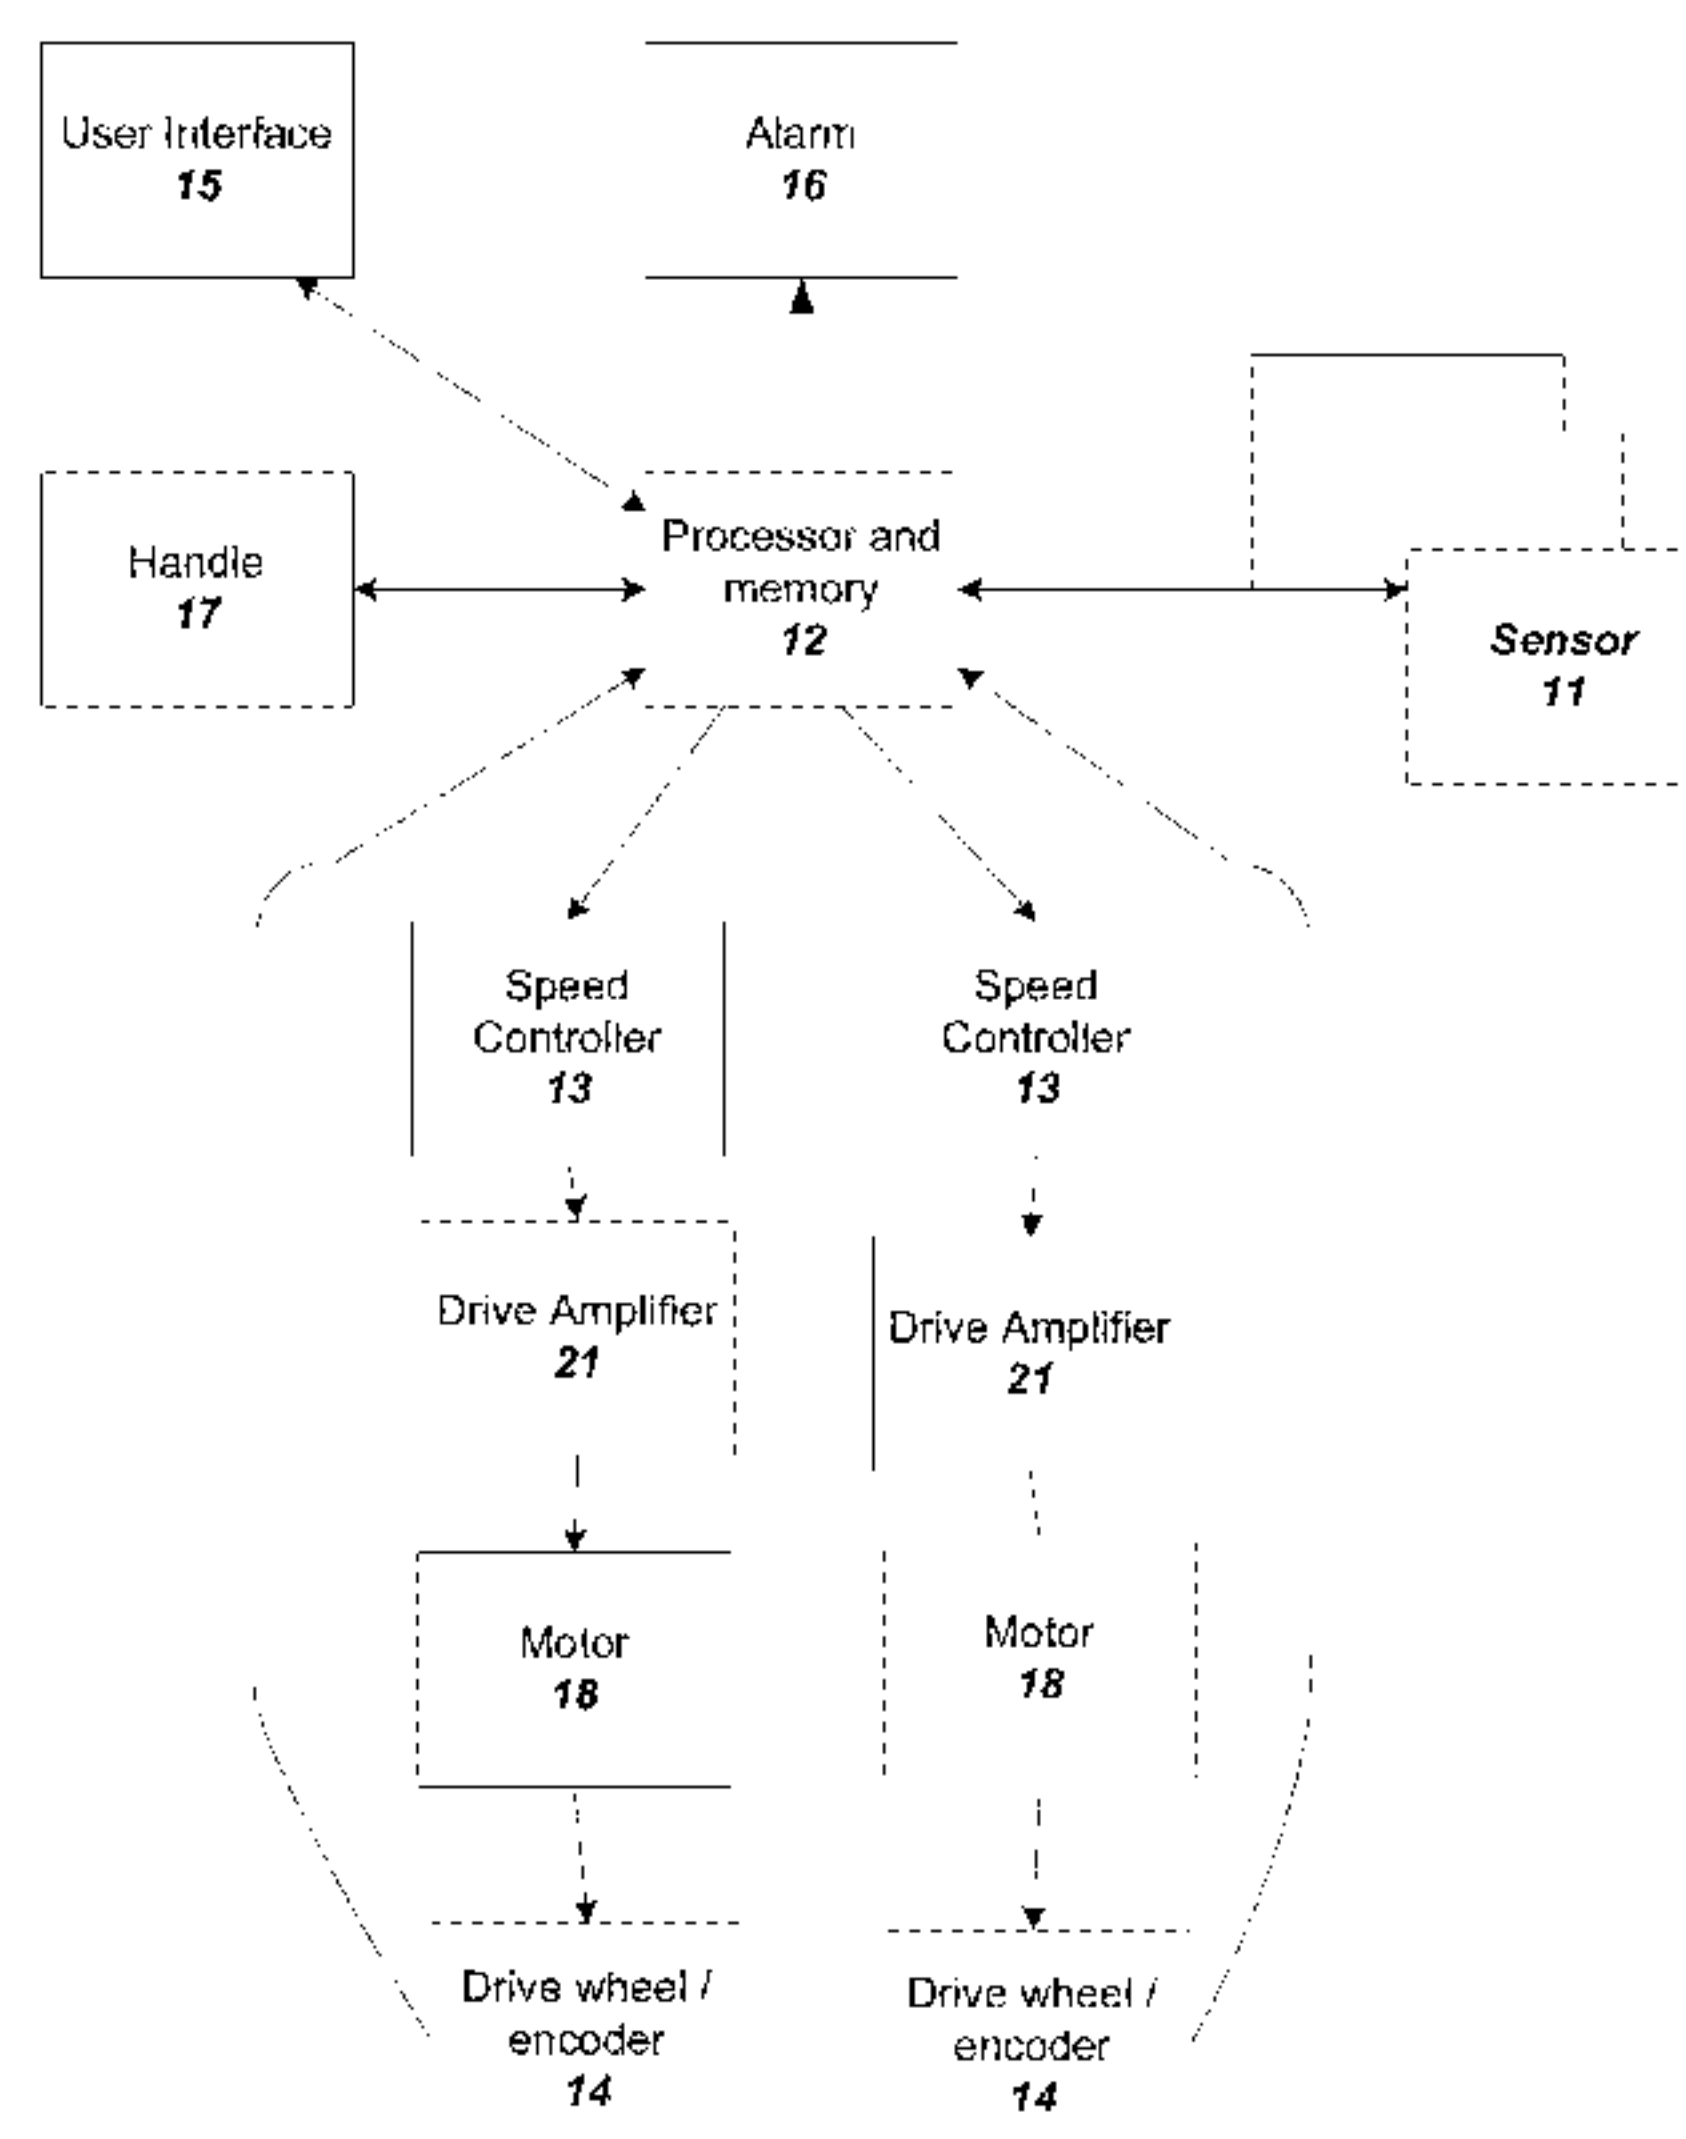 User Interface
15
Alarm
16
Handle
17
Processor and
memory
12
Sensor
11
Speed
Controller
13
Speed
Controller
13
Drive Amplifier
21
Drive Amplifier
21
Motor
18
Motor
18
Drive wheel /
encoder
14
Drive wheel /
encoder
14